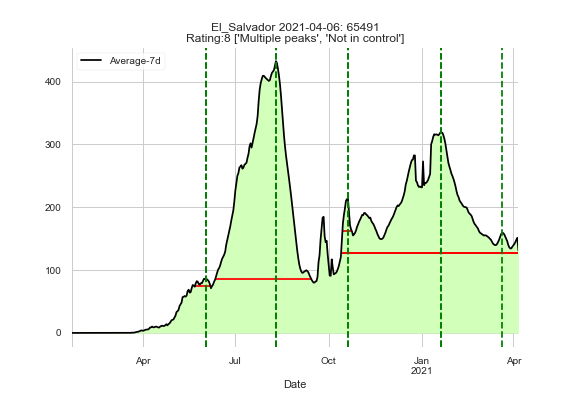 El_Salvador 2021-04-06: 65491
Rating:8 ['Multiple peaks', 'Not in control']
Average-7d
400
300
200
100
0
Apr
Jul
Oct
Jan
2021
Apr
Date